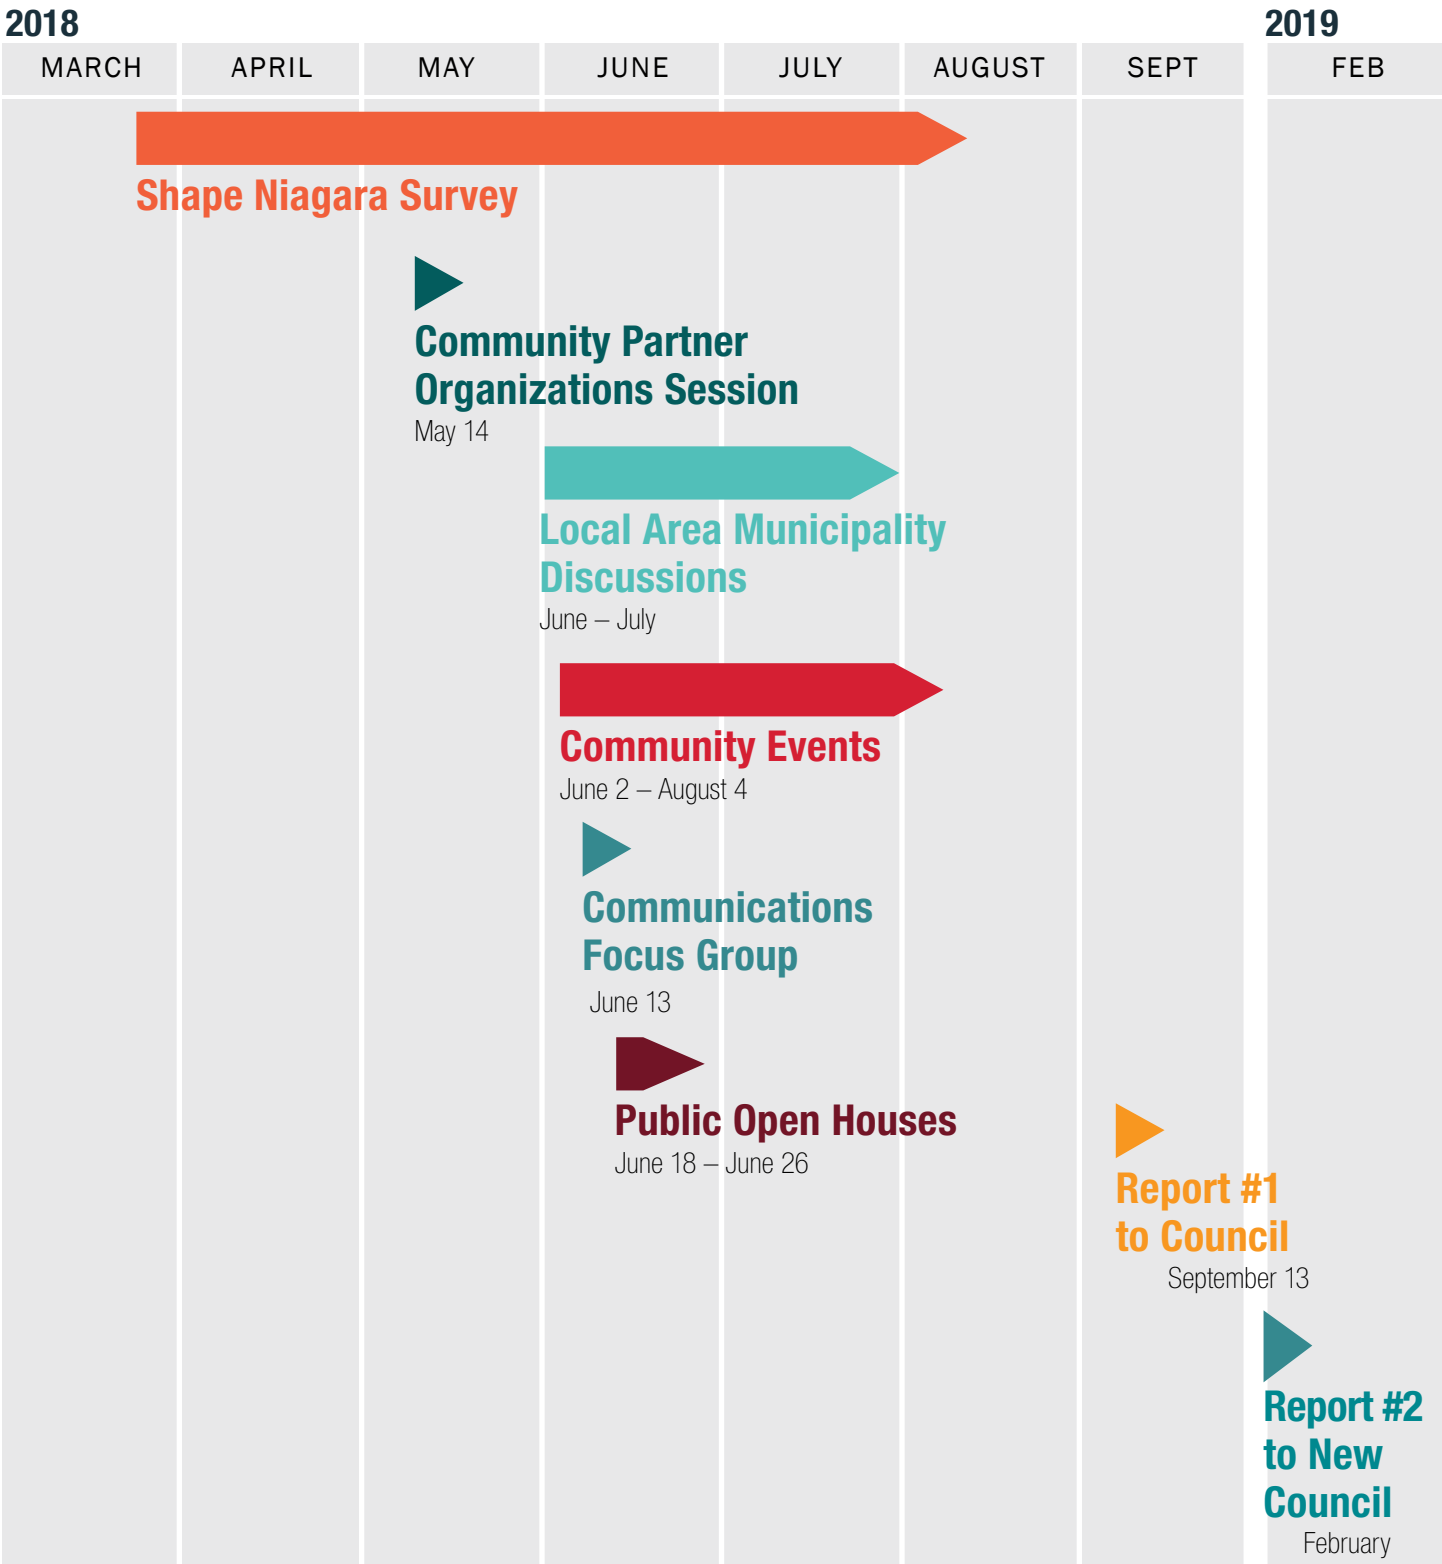 2018
2019
MARCH
APRIL
MAY
JUNE
JULY
AUGUST
SEPT
FEB
Shape Niagara Survey
Community Partner
Organizations Session
May 14
Local Area Municipality
Discussions
June – July
Community Events
June 2 – August 4
Communications
Focus Group
June 13
Public Open Houses
June 18 – June 26
Report #1
to Council
September 13
Report #2
to New
Council
February